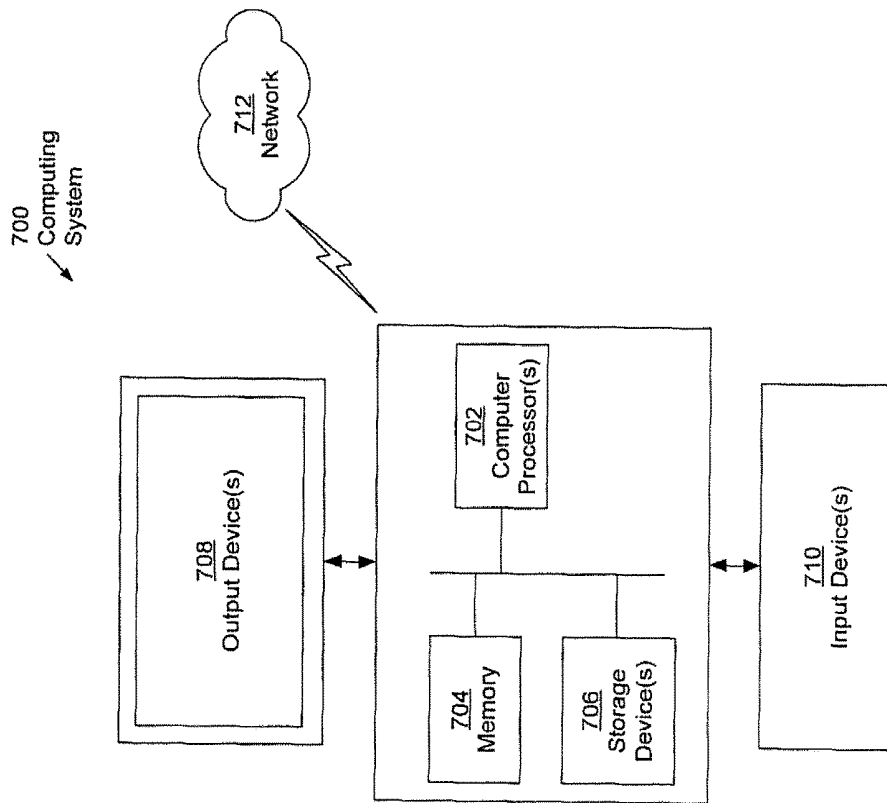 700
Computing
System
712
Network
708
Output Device(s)
702
Computer
Processor(s)
704
Memory
706
Storage
Device(s)
710
Input Device(s)